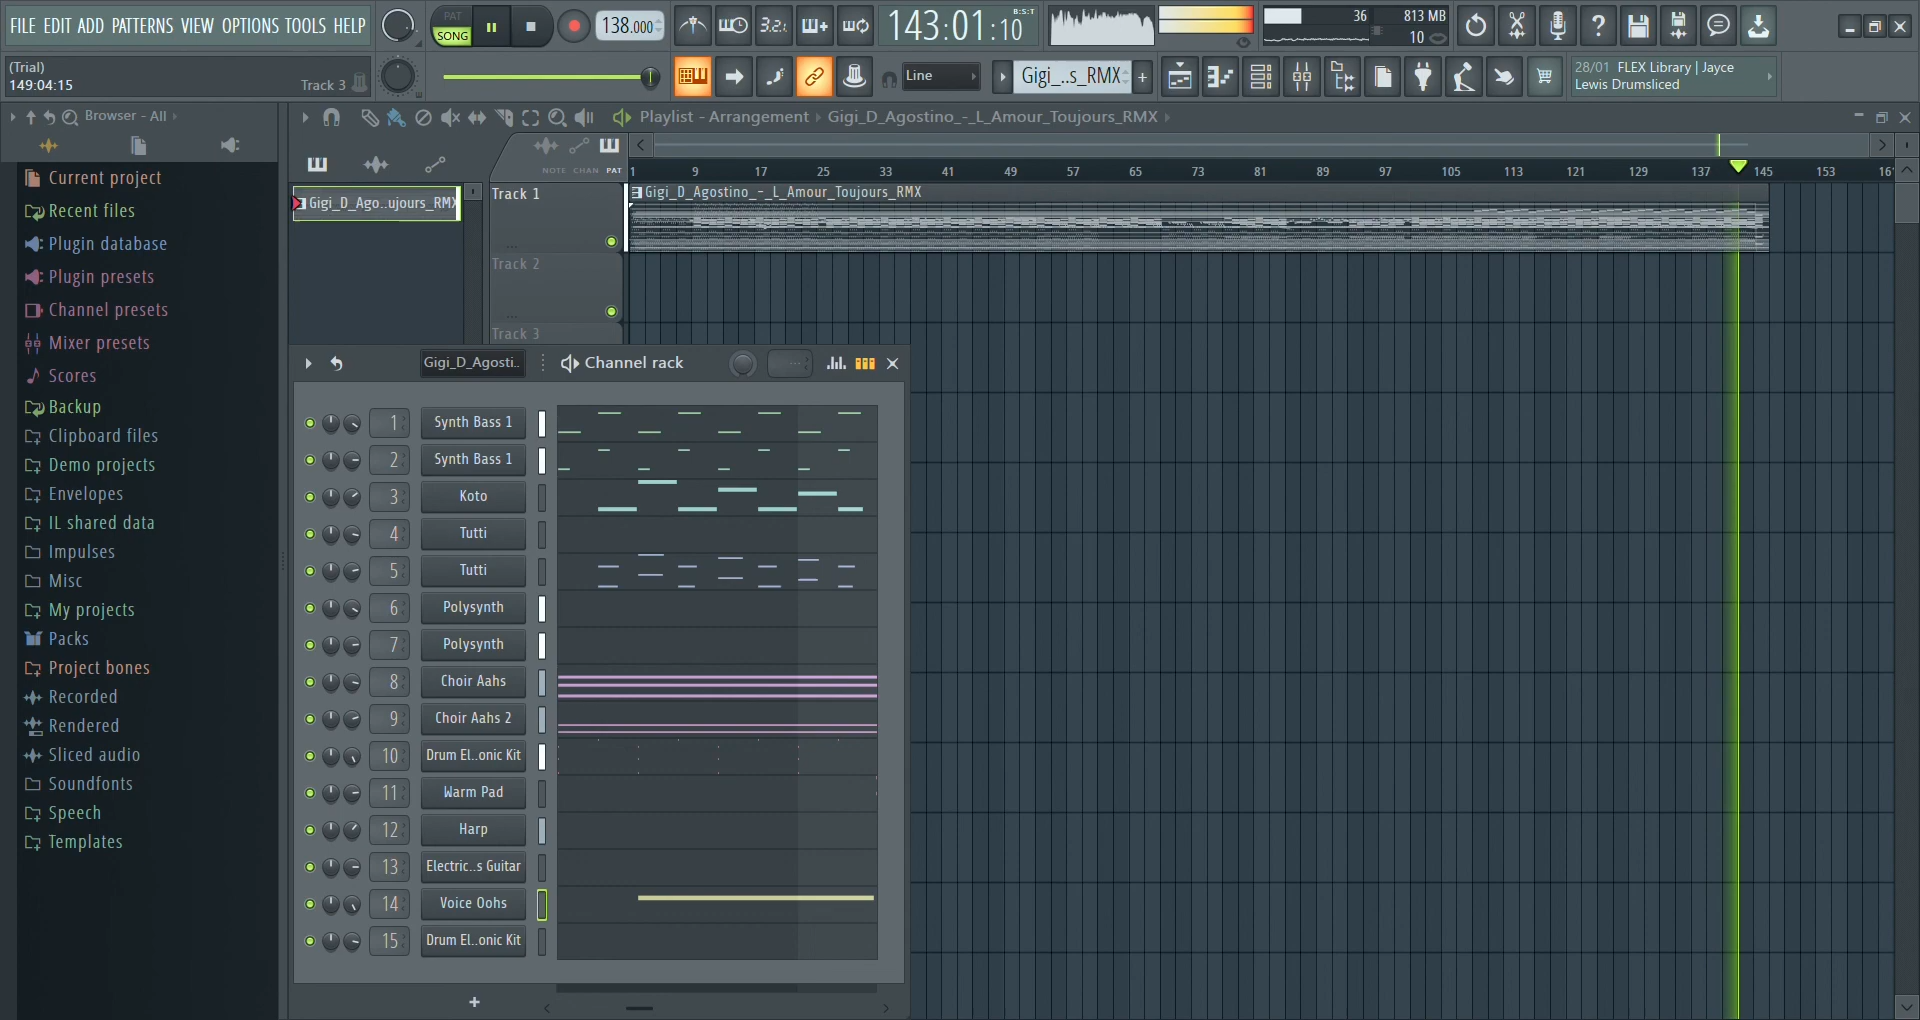 FILE EDIT ADD PATTERNS VIEW OPTIONS TOOLS HELP
PAT
SONG
138.000
3.2.
143:01:10
B:S:T
36
813 MB
10
(Trial)
149:04:15
Track 3
Line
Gigi_..s_RMX
28/01 FLEX Library | Jayce
Lewis Drumsliced
Browser - All
Playlist - Arrangement › Gigi_D_Agostino_-_L_Amour_Toujours_RMX
NOTE CHAN PAT
1 9 17 25 33 41 49 57 65 73 81 89 97 105 113 121 129 137 145 153 161
Current project
Recent files
Plugin database
Plugin presets
Channel presets
Mixer presets
Scores
Backup
Clipboard files
Demo projects
Envelopes
IL shared data
Impulses
Misc
My projects
Packs
Project bones
Recorded
Rendered
Sliced audio
Soundfonts
Speech
Templates
Gigi_D_Ago..ujours_RMX
Track 1
Gigi_D_Agostino_-_L_Amour_Toujours_RMX
Track 2
Track 3
Gigi_D_Agosti..
Channel rack
1 Synth Bass 1
2 Synth Bass 1
3 Koto
4 Tutti
5 Tutti
6 Polysynth
7 Polysynth
8 Choir Aahs
9 Choir Aahs 2
10 Drum El..onic Kit
11 Warm Pad
12 Harp
13 Electric..s Guitar
14 Voice Oohs
15 Drum El..onic Kit